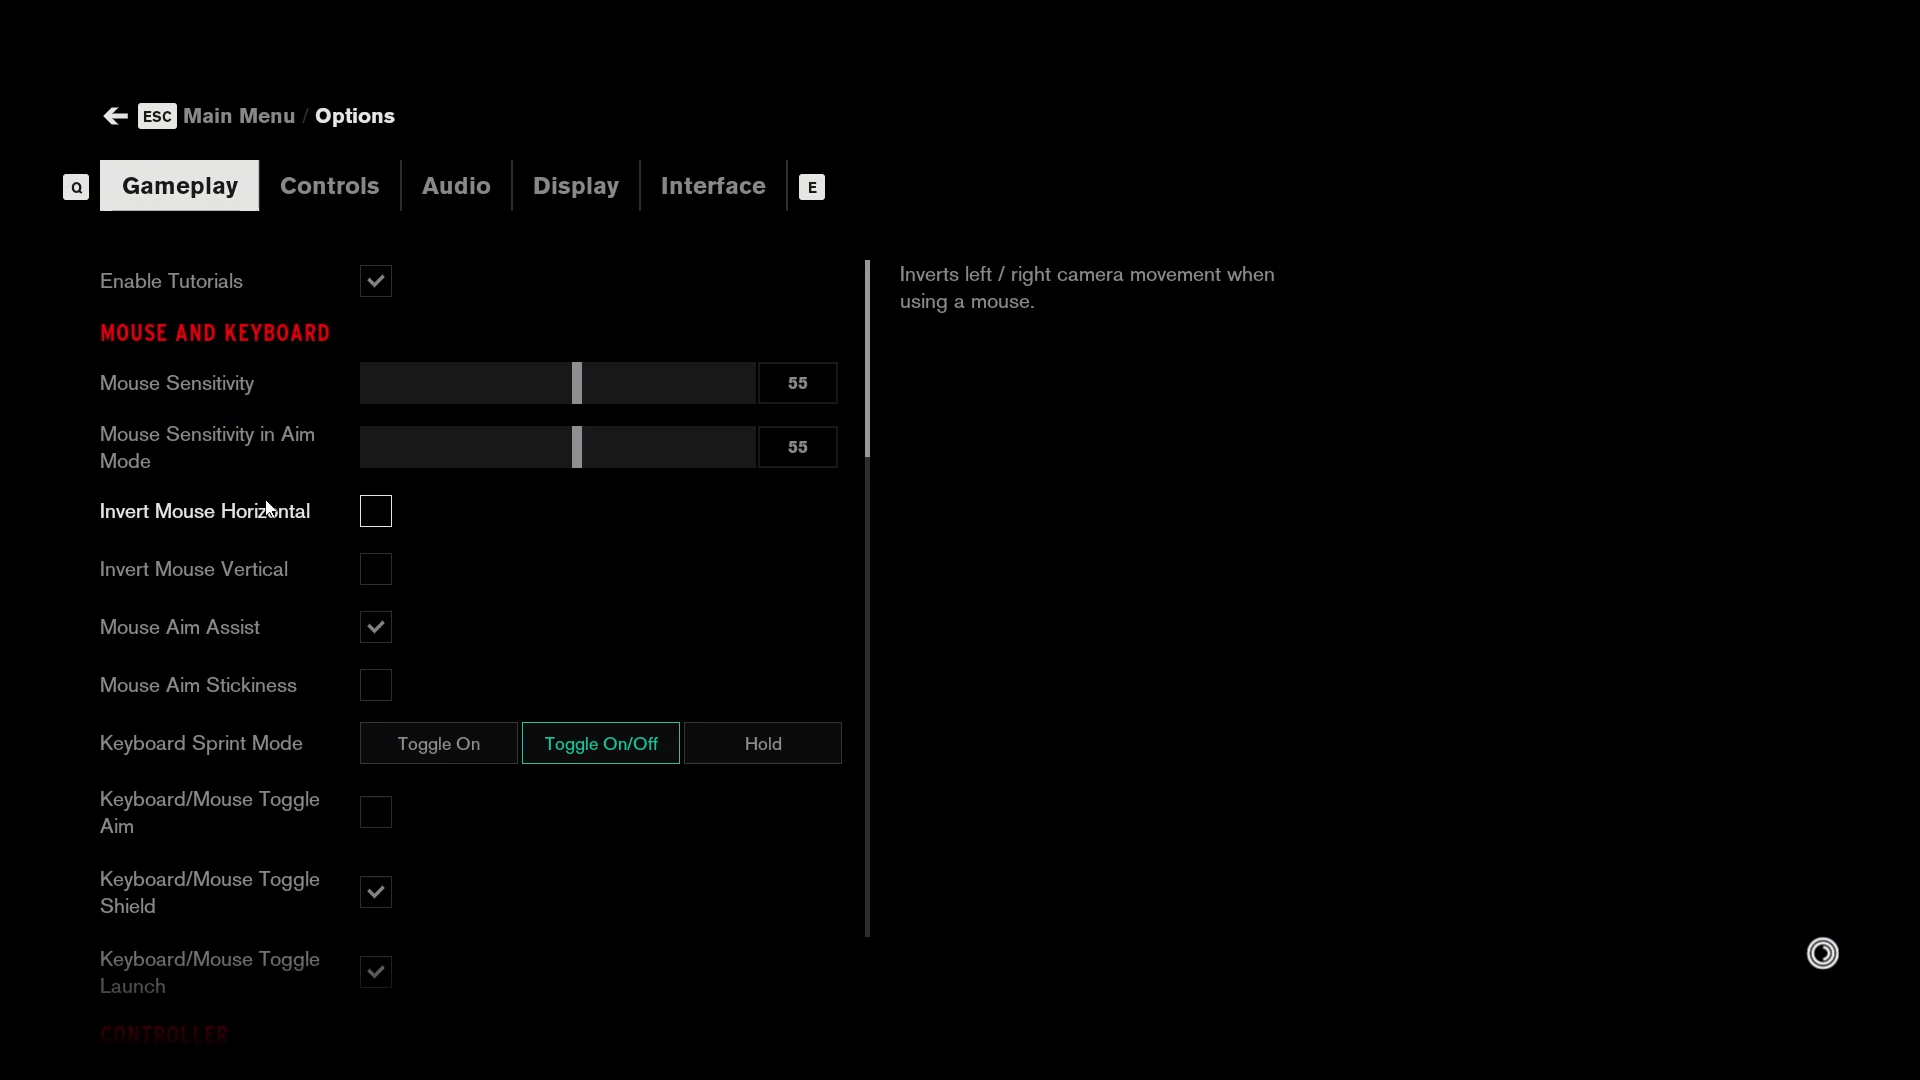 ESC Main Menu / Options
Q Gameplay Controls Audio Display Interface E
Enable Tutorials
Inverts left / right camera movement when
using a mouse.
MOUSE AND KEYBOARD
Mouse Sensitivity 55
Mouse Sensitivity in Aim
Mode 55
Invert Mouse Horizontal
Invert Mouse Vertical
Mouse Aim Assist
Mouse Aim Stickiness
Keyboard Sprint Mode Toggle On Toggle On/Off Hold
Keyboard/Mouse Toggle
Aim
Keyboard/Mouse Toggle
Shield
Keyboard/Mouse Toggle
Launch
CONTROLLER